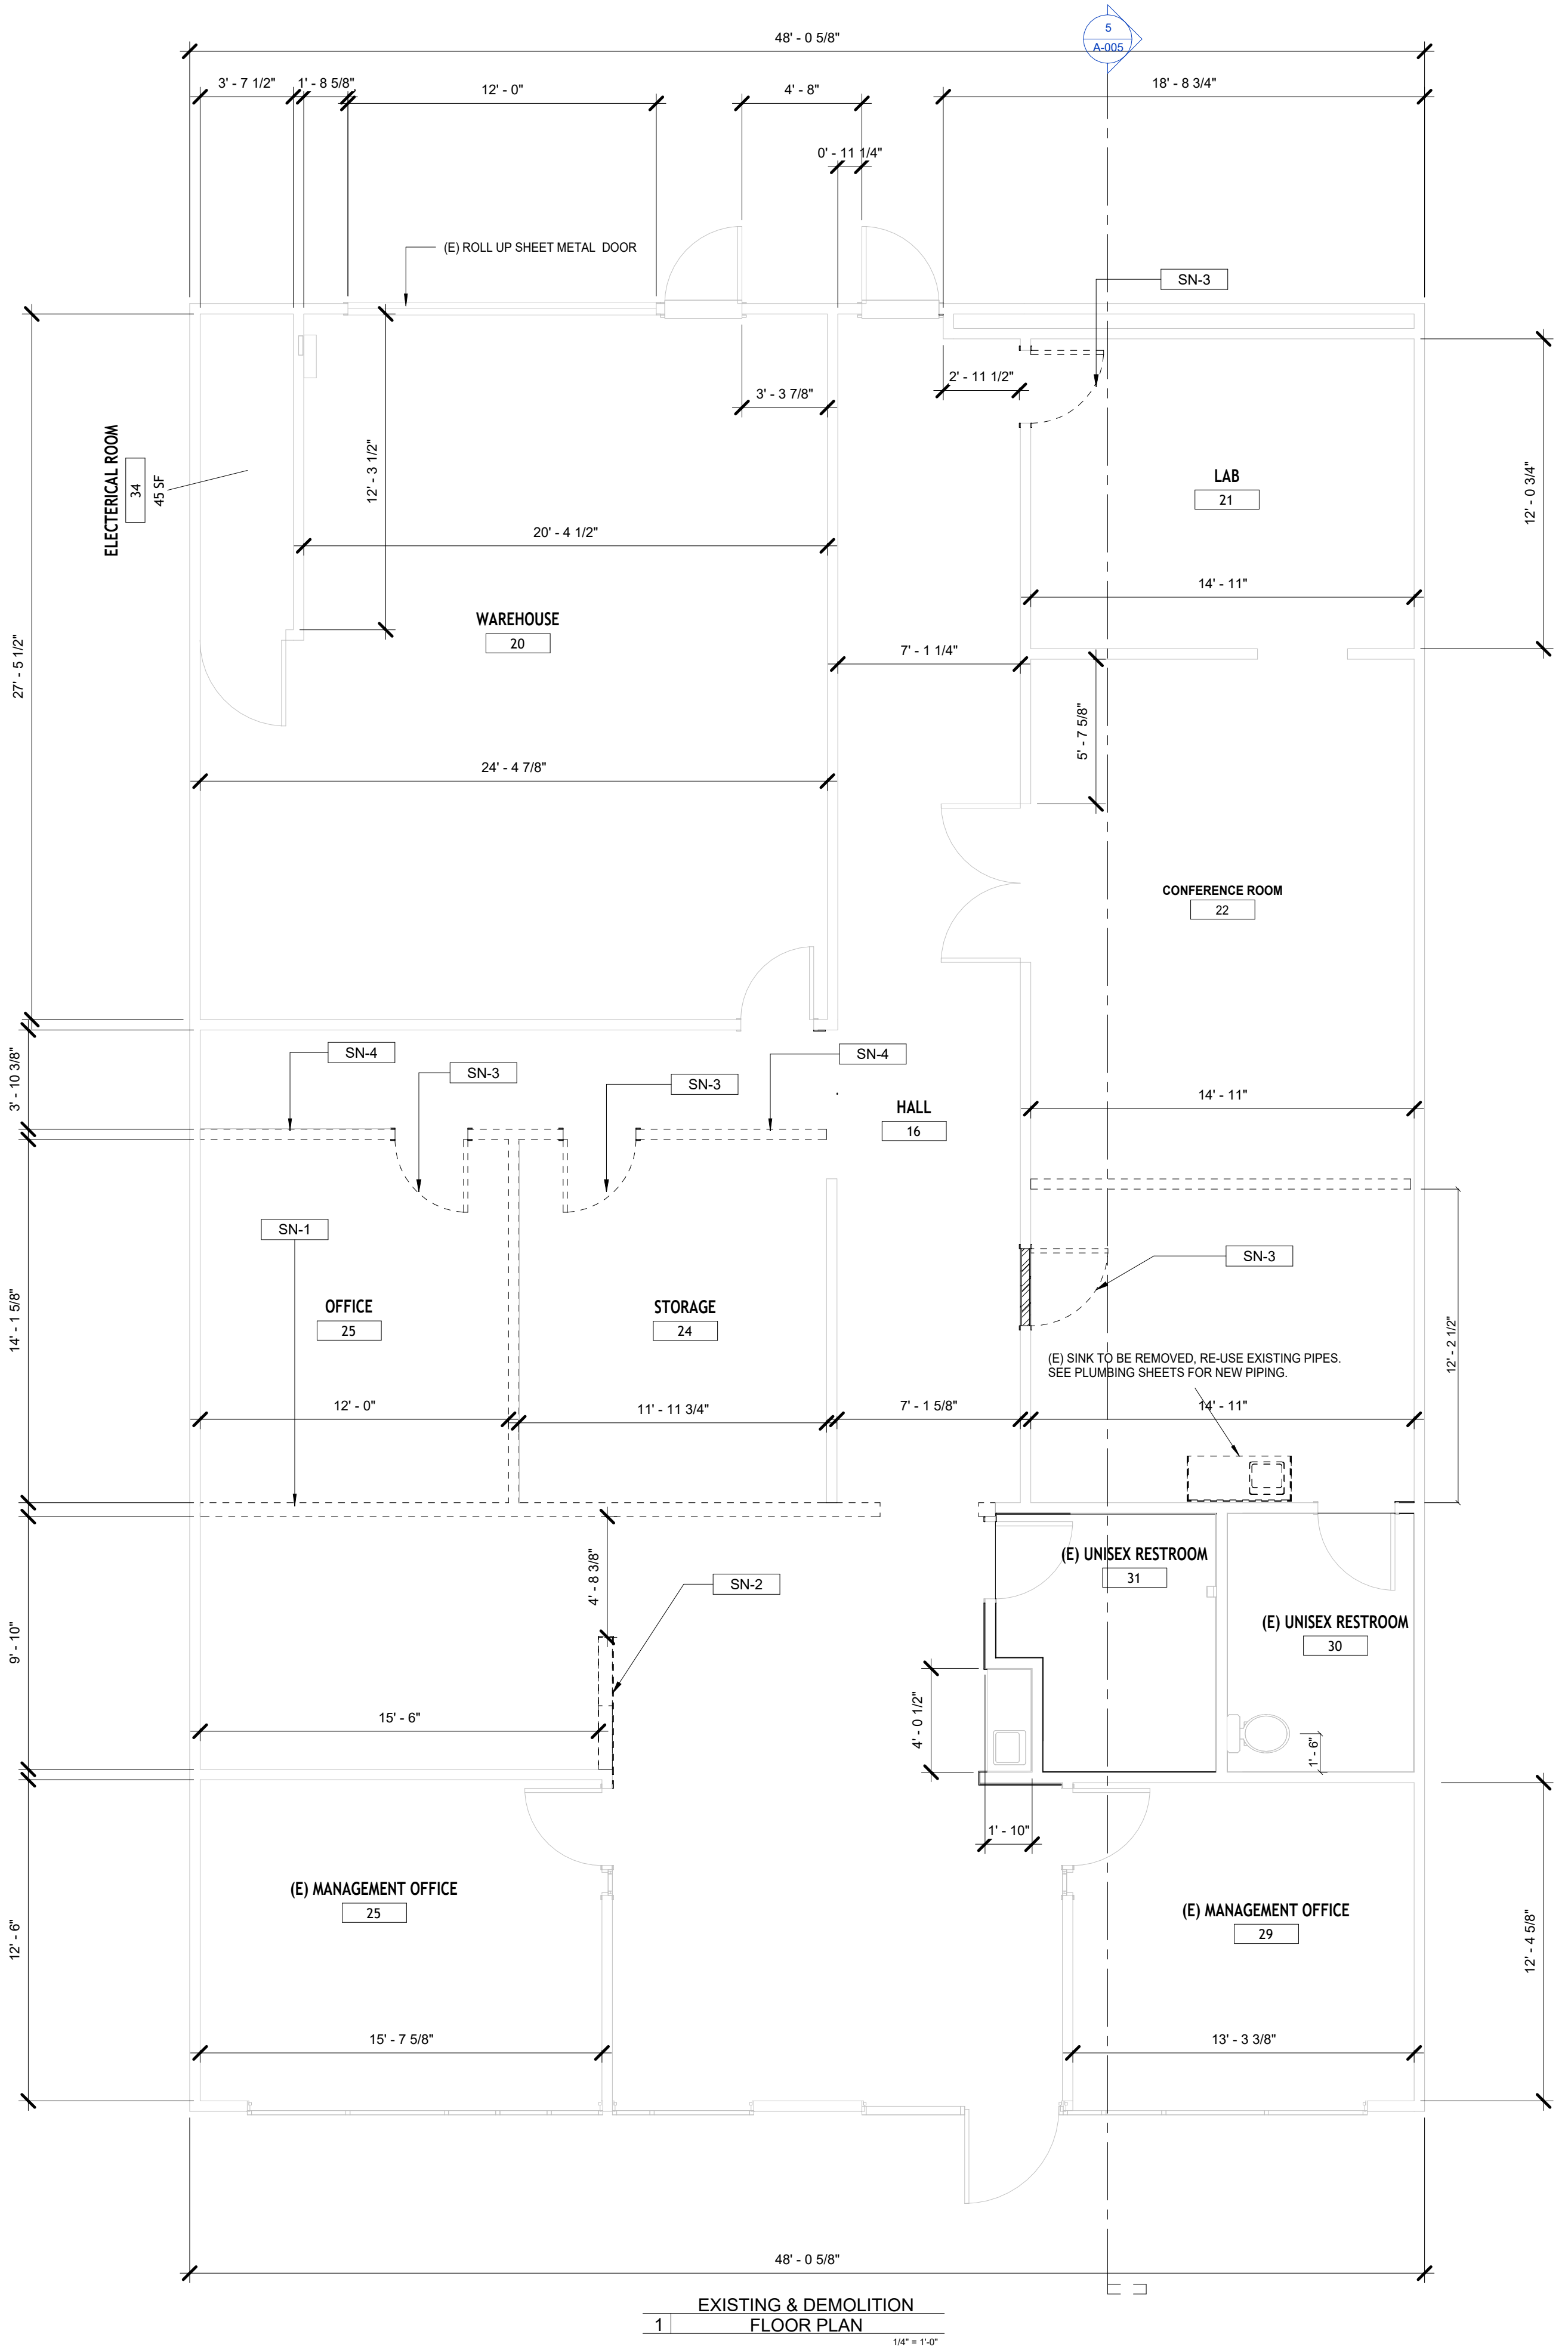 5
A-005
48' - 0 5/8"
3' - 7 1/2"
1' - 8 5/8"
12' - 0"
4' - 8"
18' - 8 3/4"
0' - 11 1/4"
(E) ROLL UP SHEET METAL DOOR
SN-3
2' - 11 1/2"
3' - 3 7/8"
ELECTERICAL ROOM
34
45 SF
12' - 3 1/2"
LAB
21
12' - 0 3/4"
20' - 4 1/2"
14' - 11"
WAREHOUSE
20
27' - 5 1/2"
7' - 1 1/4"
5' - 7 5/8"
24' - 4 7/8"
CONFERENCE ROOM
22
SN-4
SN-3
SN-3
SN-4
3' - 10 3/8"
HALL
16
14' - 11"
SN-1
SN-3
OFFICE
25
STORAGE
24
14' - 1 5/8"
12' - 2 1/2"
(E) SINK TO BE REMOVED, RE-USE EXISTING PIPES.
SEE PLUMBING SHEETS FOR NEW PIPING.
12' - 0"
11' - 11 3/4"
7' - 1 5/8"
14' - 11"
4' - 8 3/8"
SN-2
(E) UNISEX RESTROOM
31
(E) UNISEX RESTROOM
30
9' - 10"
15' - 6"
4' - 0 1/2"
1' - 6"
1' - 10"
(E) MANAGEMENT OFFICE
25
(E) MANAGEMENT OFFICE
29
12' - 6"
12' - 4 5/8"
15' - 7 5/8"
13' - 3 3/8"
48' - 0 5/8"
EXISTING & DEMOLITION
1 FLOOR PLAN
1/4" = 1'-0"